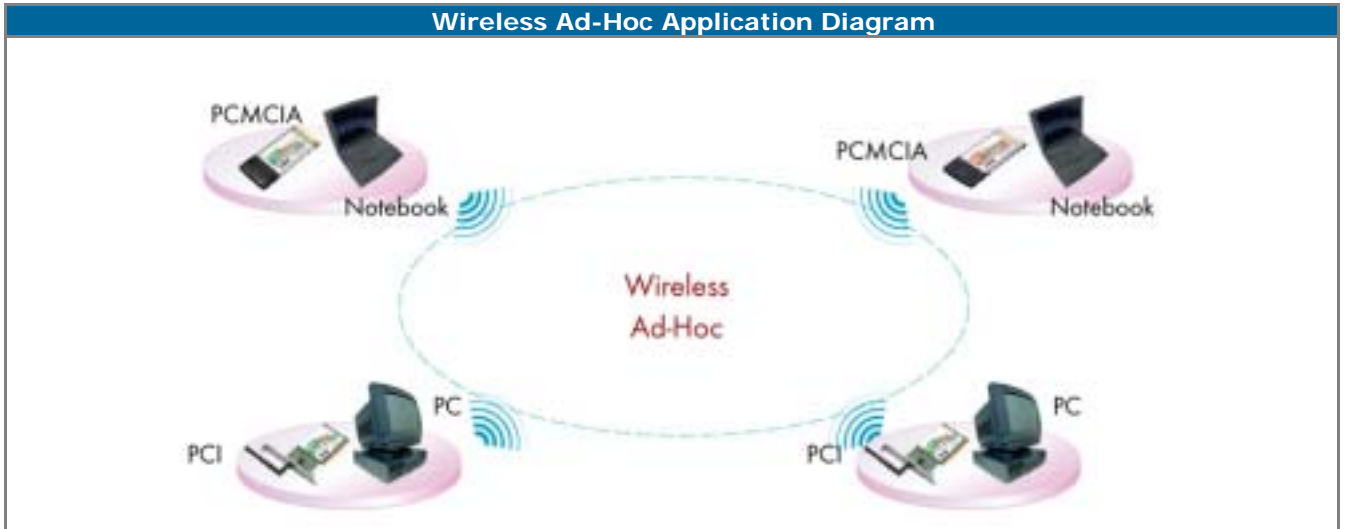 Wireless Ad-Hoc Application Diagram
PCMCIA
Notebook
PCMCIA
Notebook
Wireless
Ad-Hoc
PC
PCI
PC
PCI